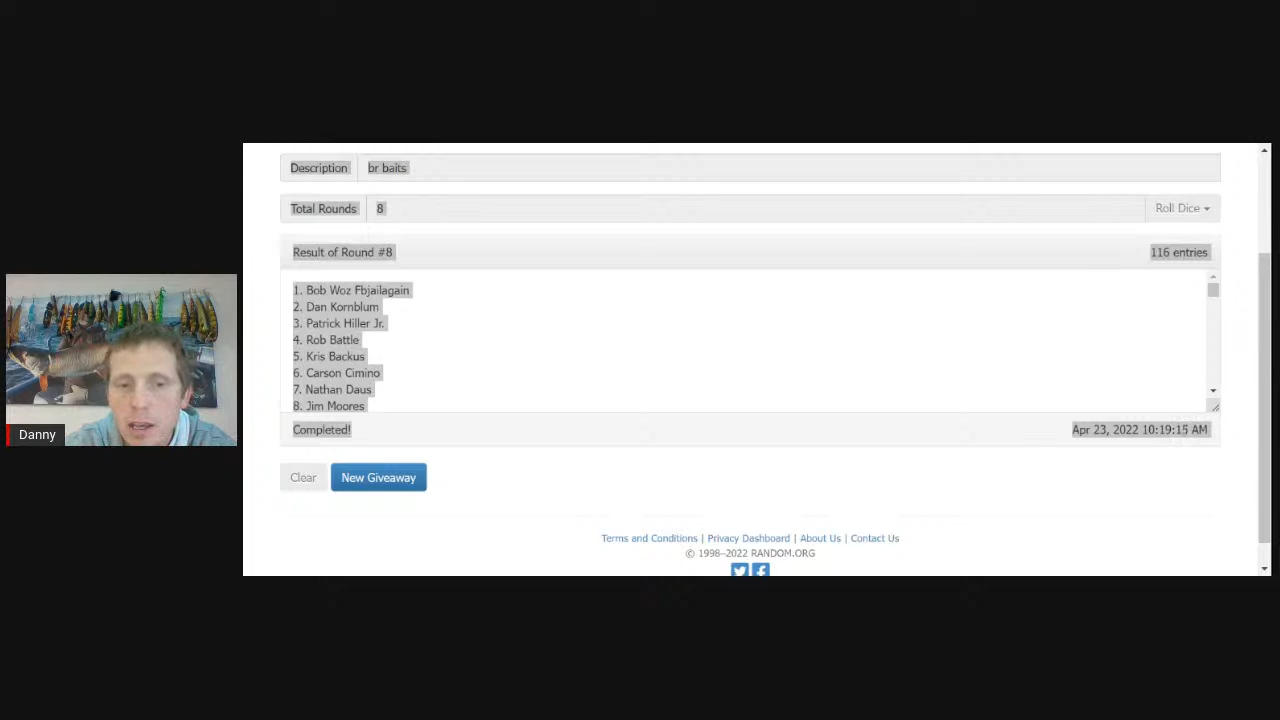 Description br baits
Total Rounds 8 Roll Dice
Result of Round #8 116 entries
1. Bob Woz Fbjailagain
2. Dan Kornblum
3. Patrick Hiller Jr.
4. Rob Battle
5. Kris Backus
6. Carson Cimino
7. Nathan Daus
8. Jim Moores
Completed! Apr 23, 2022 10:19:15 AM
Clear New Giveaway
Terms and Conditions | Privacy Dashboard | About Us | Contact Us
© 1998–2022 RANDOM.ORG
Danny